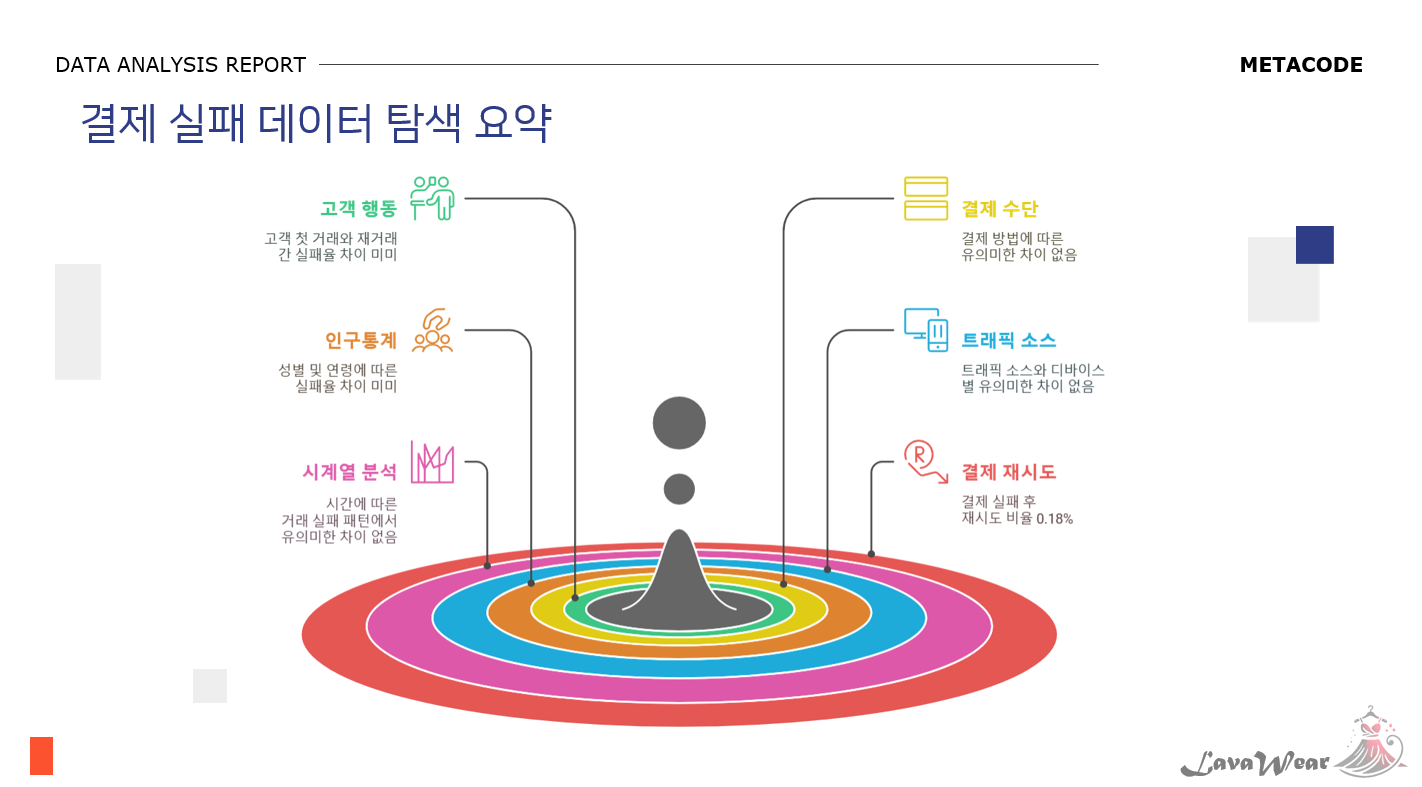 DATA ANALYSIS REPORT
METACODE
결제 실패 데이터 탐색 요약
고객 행동
고객 첫 거래와 재거래
간 실패율 차이 미미
인구통계
성별 및 연령에 따른
실패율 차이 미미
시계열 분석
시간에 따른
거래 실패 패턴에서
유의미한 차이 없음
결제 수단
결제 방법에 따른
유의미한 차이 없음
트래픽 소스
트래픽 소스와 디바이스
별 유의미한 차이 없음
R
결제 재시도
결제 실패 후
재시도 비율 0.18%
LavaWear